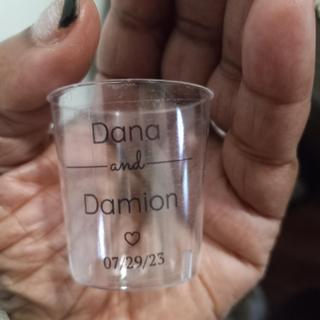 Dana
and
Damion
♡
07/29/23